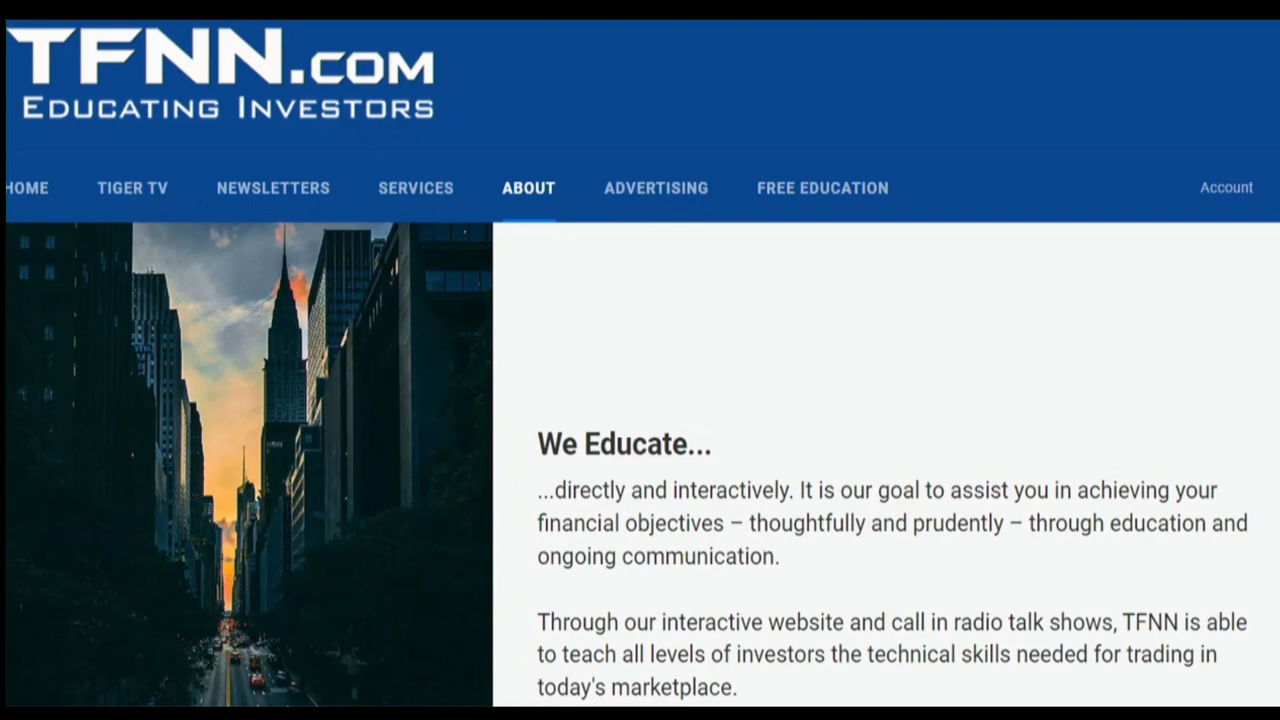 TFNN.COM
EDUCATING INVESTORS
HOME TIGER TV NEWSLETTERS SERVICES ABOUT ADVERTISING FREE EDUCATION Account
We Educate...
...directly and interactively. It is our goal to assist you in achieving your
financial objectives – thoughtfully and prudently – through education and
ongoing communication.
Through our interactive website and call in radio talk shows, TFNN is able
to teach all levels of investors the technical skills needed for trading in
today's marketplace.